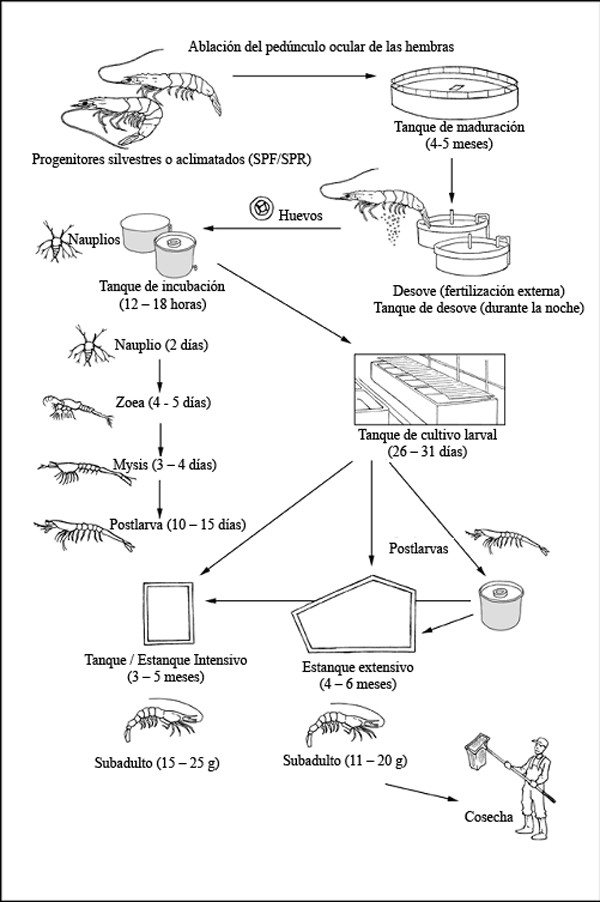 Ablación del pedúnculo ocular de las hembras
Progenitores silvestres o aclimatados (SPF/SPR)
Tanque de maduración
(4-5 meses)
Huevos
Nauplios
Tanque de incubación
(12 – 18 horas)
Desove (fertilización externa)
Tanque de desove (durante la noche)
Nauplio (2 días)
Zoea (4 - 5 días)
Mysis (3 – 4 días)
Postlarva (10 – 15 días)
Tanque de cultivo larval
(26 – 31 días)
Postlarvas
Tanque / Estanque Intensivo
(3 – 5 meses)
Estanque extensivo
(4 – 6 meses)
Subadulto (15 – 25 g)
Subadulto (11 – 20 g)
Cosecha